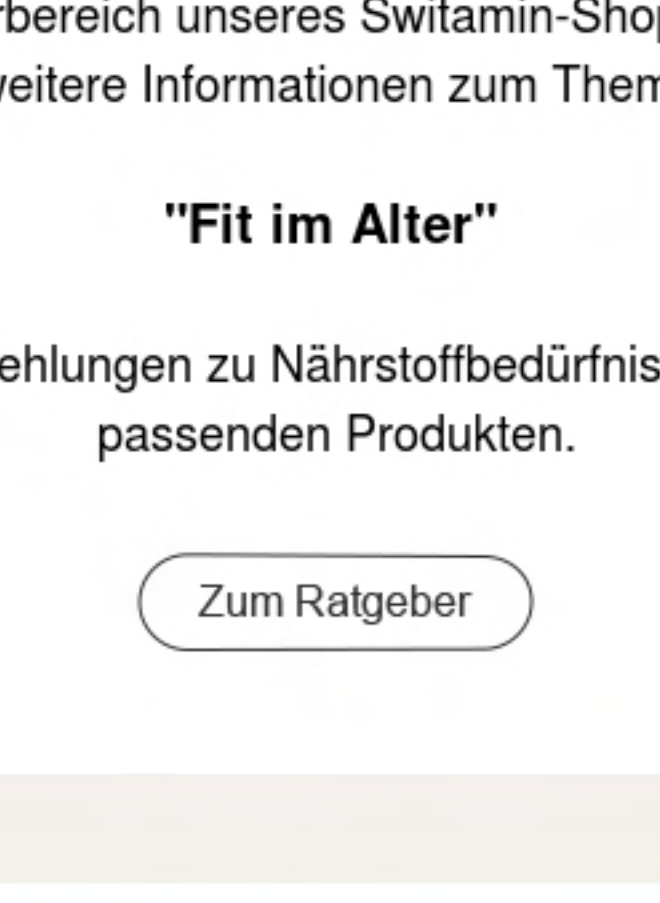 rbereich unseres Switamin-Shop
weitere Informationen zum Them
"Fit im Alter"
ehlungen zu Nährstoffbedürfnis
passenden Produkten.
Zum Ratgeber